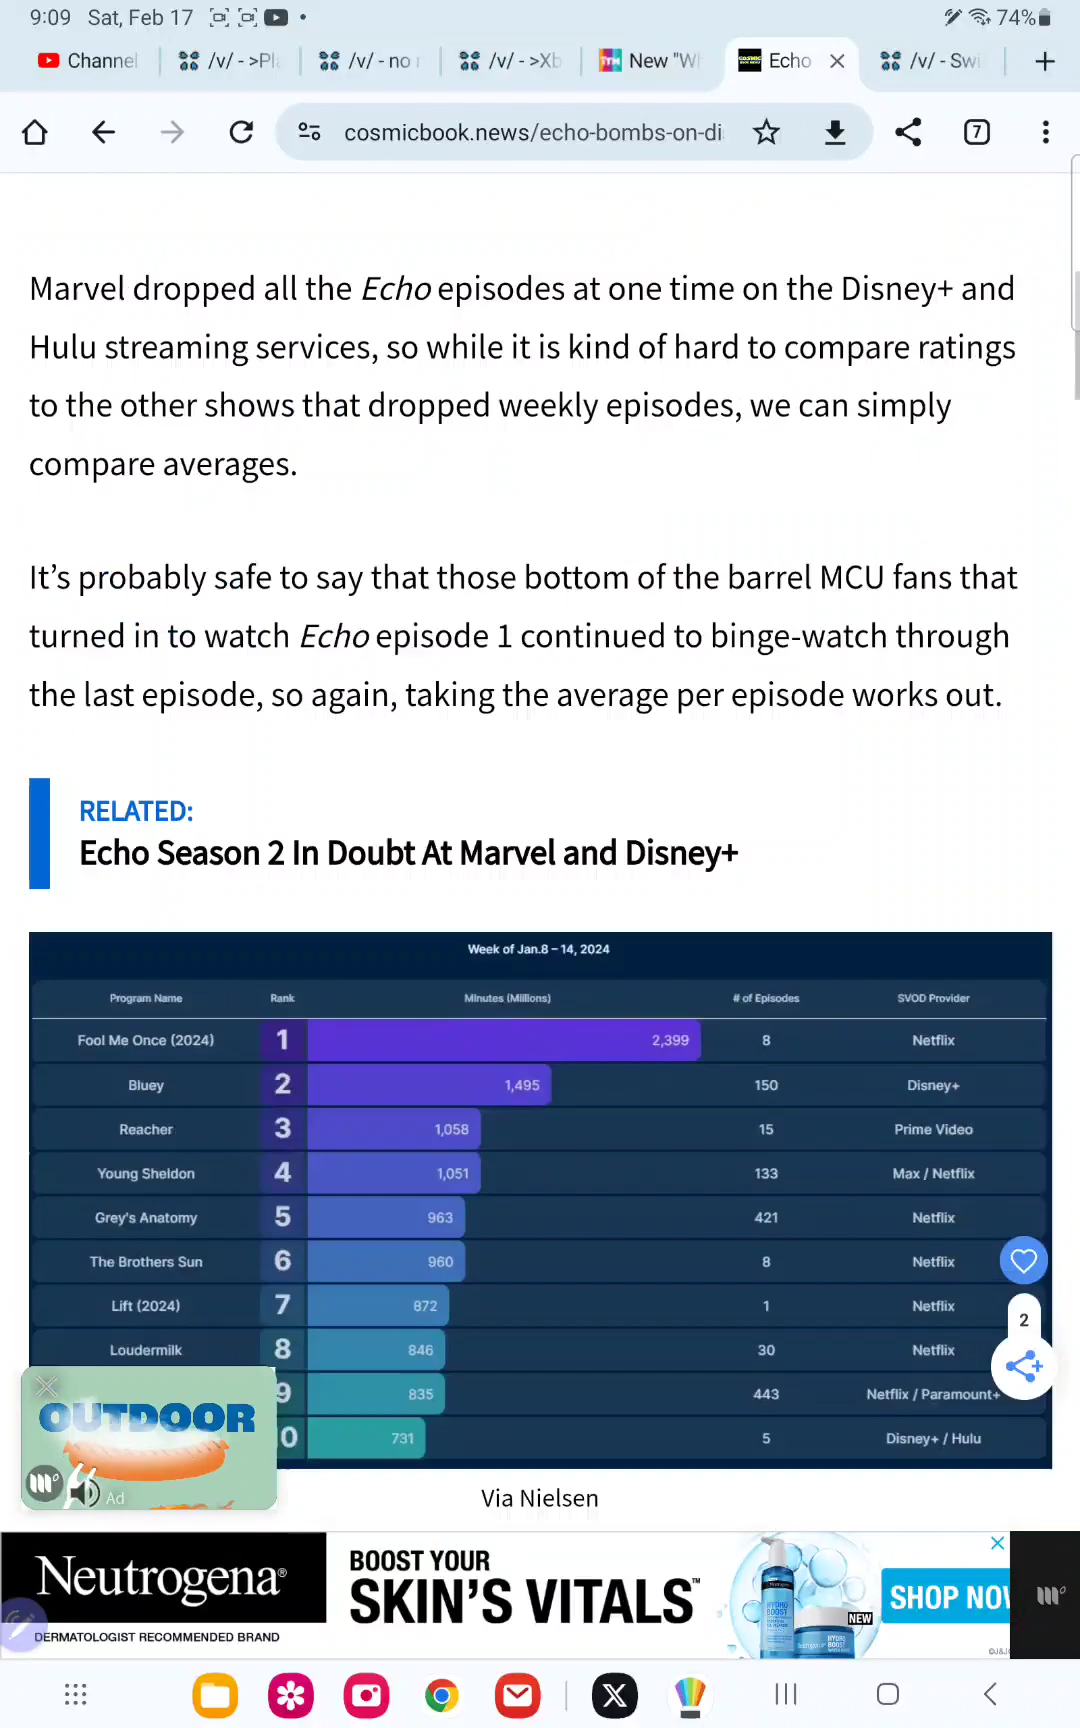 9:09 Sat, Feb 17 74%
Channel /v/ - >Pla /v/ - no /v/ - >Xb New "W Echo /v/ - Swi
cosmicbook.news/echo-bombs-on-di 7
Marvel dropped all the Echo episodes at one time on the Disney+ and
Hulu streaming services, so while it is kind of hard to compare ratings
to the other shows that dropped weekly episodes, we can simply
compare averages.
It's probably safe to say that those bottom of the barrel MCU fans that
turned in to watch Echo episode 1 continued to binge-watch through
the last episode, so again, taking the average per episode works out.
RELATED:
Echo Season 2 In Doubt At Marvel and Disney+
Week of Jan.8 – 14, 2024
Program Name Rank Minutes (Millions) # of Episodes SVOD Provider
Fool Me Once (2024) 1 2,399 8 Netflix
Bluey 2 1,495 150 Disney+
Reacher 3 1,058 15 Prime Video
Young Sheldon 4 1,051 133 Max / Netflix
Grey's Anatomy 5 963 421 Netflix
The Brothers Sun 6 960 8 Netflix
Lift (2024) 7 872 1 Netflix
2
Loudermilk 8 846 30 Netflix
9 835 443 Netflix / Paramount+
0 731 5 Disney+ / Hulu
OUTDOOR
Ad
Via Nielsen
Neutrogena®
DERMATOLOGIST RECOMMENDED BRAND
BOOST YOUR
SKIN'S VITALS™
HYDRO
BOOST
NEW
SHOP NOW